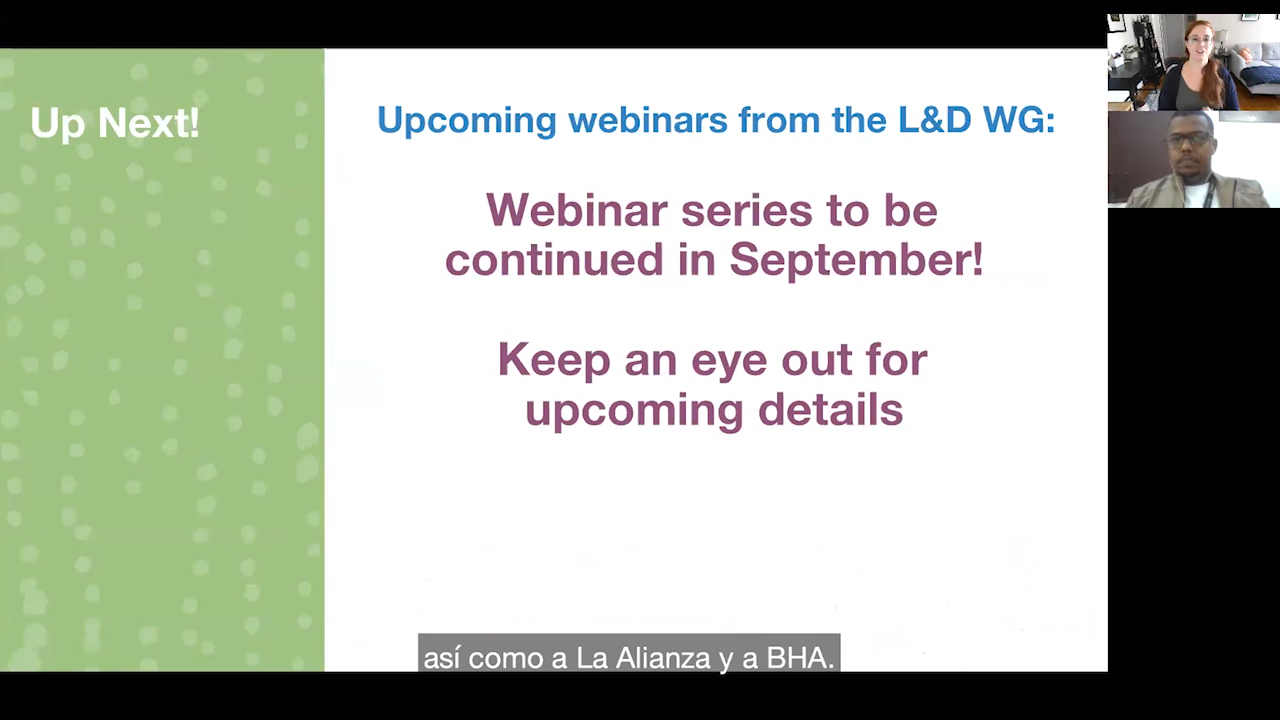 Up Next!
Upcoming webinars from the L&D WG:
Webinar series to be
continued in September!
Keep an eye out for
upcoming details
así como a La Alianza y a BHA.